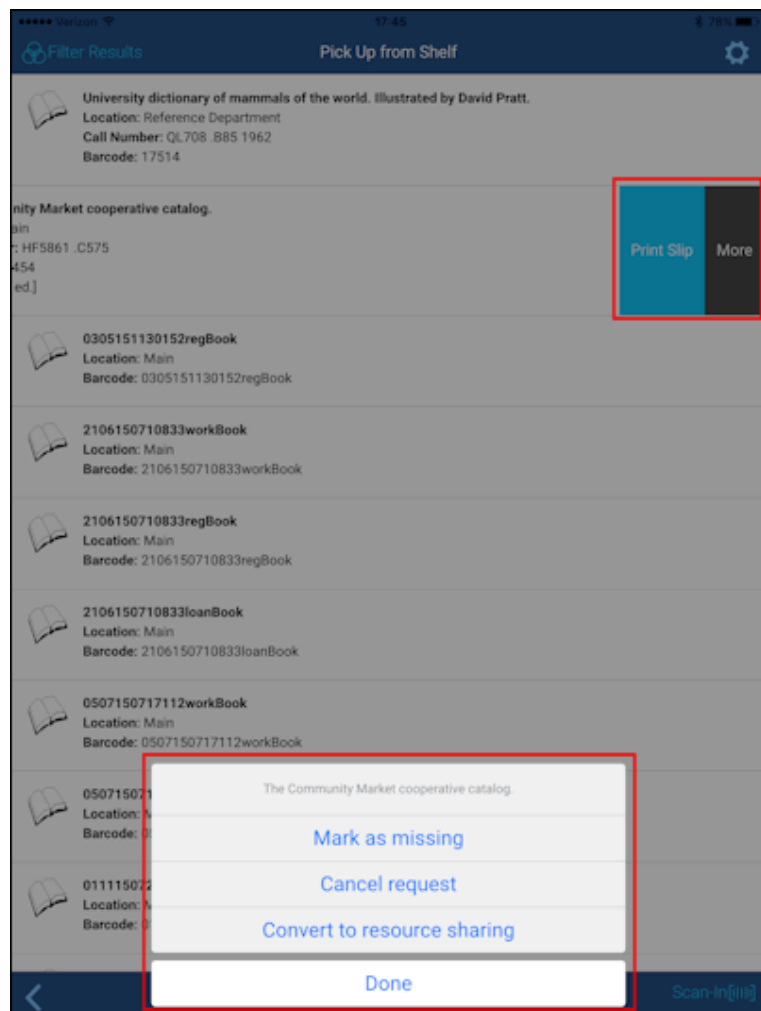 Verizon 17:45 78%
Filter Results Pick Up from Shelf
University dictionary of mammals of the world. Illustrated by David Pratt.
Location: Reference Department
Call Number: QL708 .B85 1962
Barcode: 17514
nity Market cooperative catalog.
ain
r: HF5861 .C575
454
ed.]
Print Slip More
0305151130152regBook
Location: Main
Barcode: 0305151130152regBook
2106150710833workBook
Location: Main
Barcode: 2106150710833workBook
2106150710833regBook
Location: Main
Barcode: 2106150710833regBook
2106150710833loanBook
Location: Main
Barcode: 2106150710833loanBook
0507150717112workBook
Location: Main
Barcode: 0507150717112workBook
05071507
Location:
Barcode:
01111507
Location:
Barcode:
The Community Market cooperative catalog.
Mark as missing
Cancel request
Convert to resource sharing
Done
Scan-In